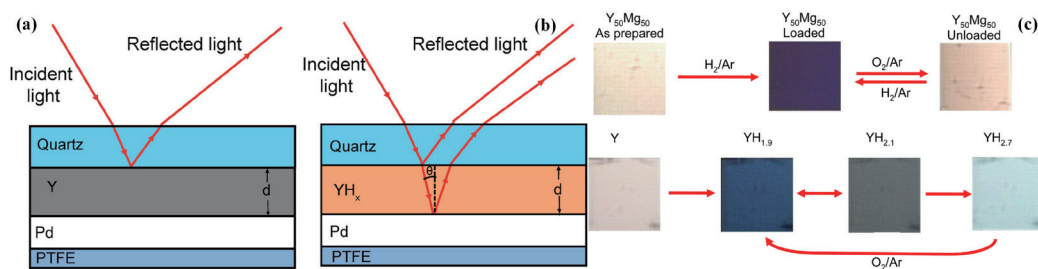 (a)
Incident
light
Reflected light
Quartz
Y
d
Pd
PTFE
(b)
Incident
light
Reflected light
Quartz
θ
YHₓ
d
Pd
PTFE
(c)
Y₅₀Mg₅₀
As prepared
H₂/Ar
Y₅₀Mg₅₀
Loaded
O₂/Ar
H₂/Ar
Y₅₀Mg₅₀
Unloaded
Y
YH₁.₉
YH₂.₁
YH₂.₇
O₂/Ar